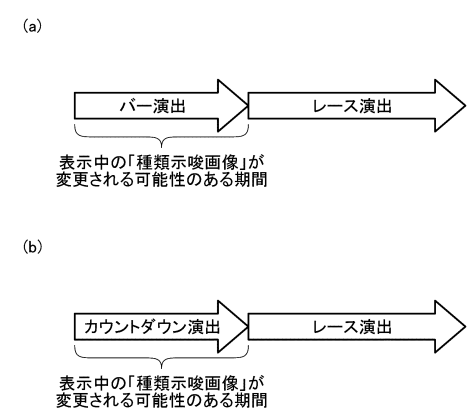 (a)
バー演出 レース演出
表示中の「種類示唆画像」が
変更される可能性のある期間
(b)
カウントダウン演出 レース演出
表示中の「種類示唆画像」が
変更される可能性のある期間